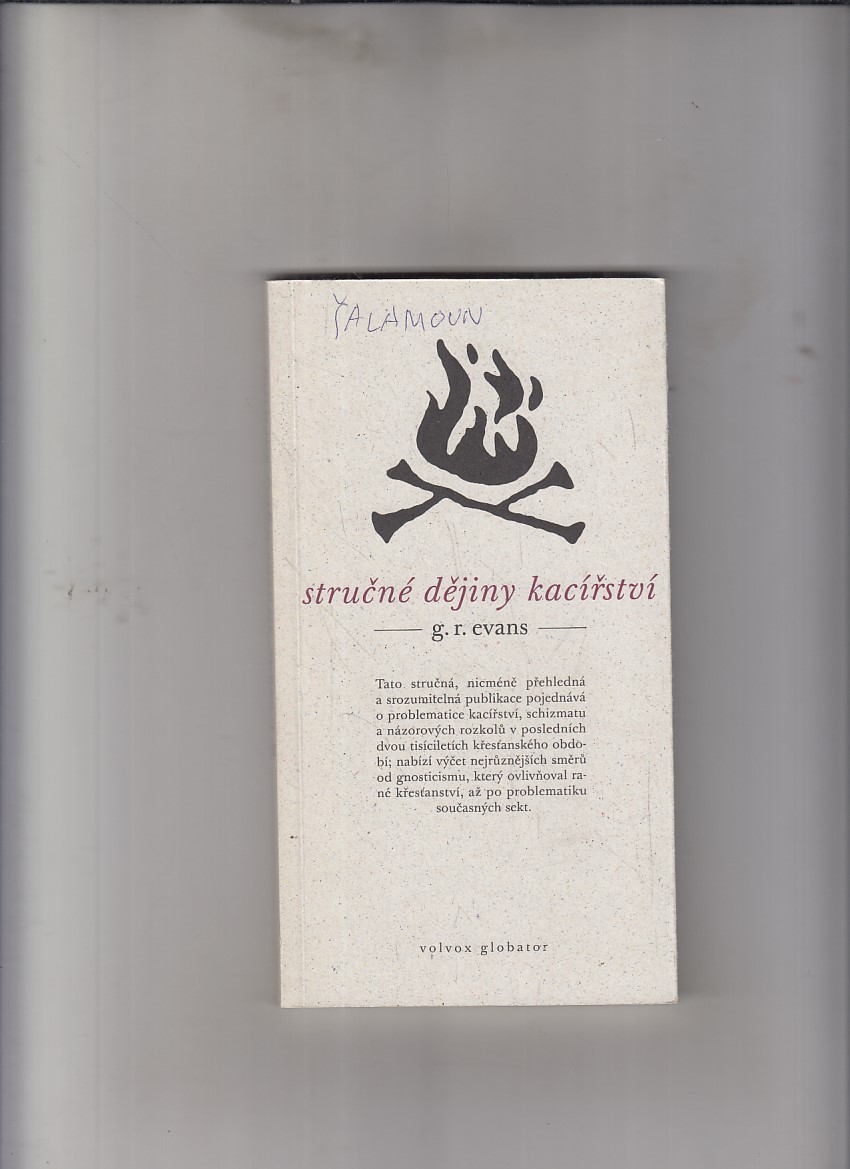 ŠALAMOUN
stručné dějiny kacířství
g. r. evans
Tato stručná, nicméně přehledná
a srozumitelná publikace pojednává
o problematice kacířství, schizmatu
a názorových rozkolů v posledních
dvou tisíciletích křesťanského obdo-
bí; nabízí výčet nejrůznějších směrů
od gnosticismu, který ovlivňoval ra-
né křesťanství, až po problematiku
současných sekt.
volvox globator